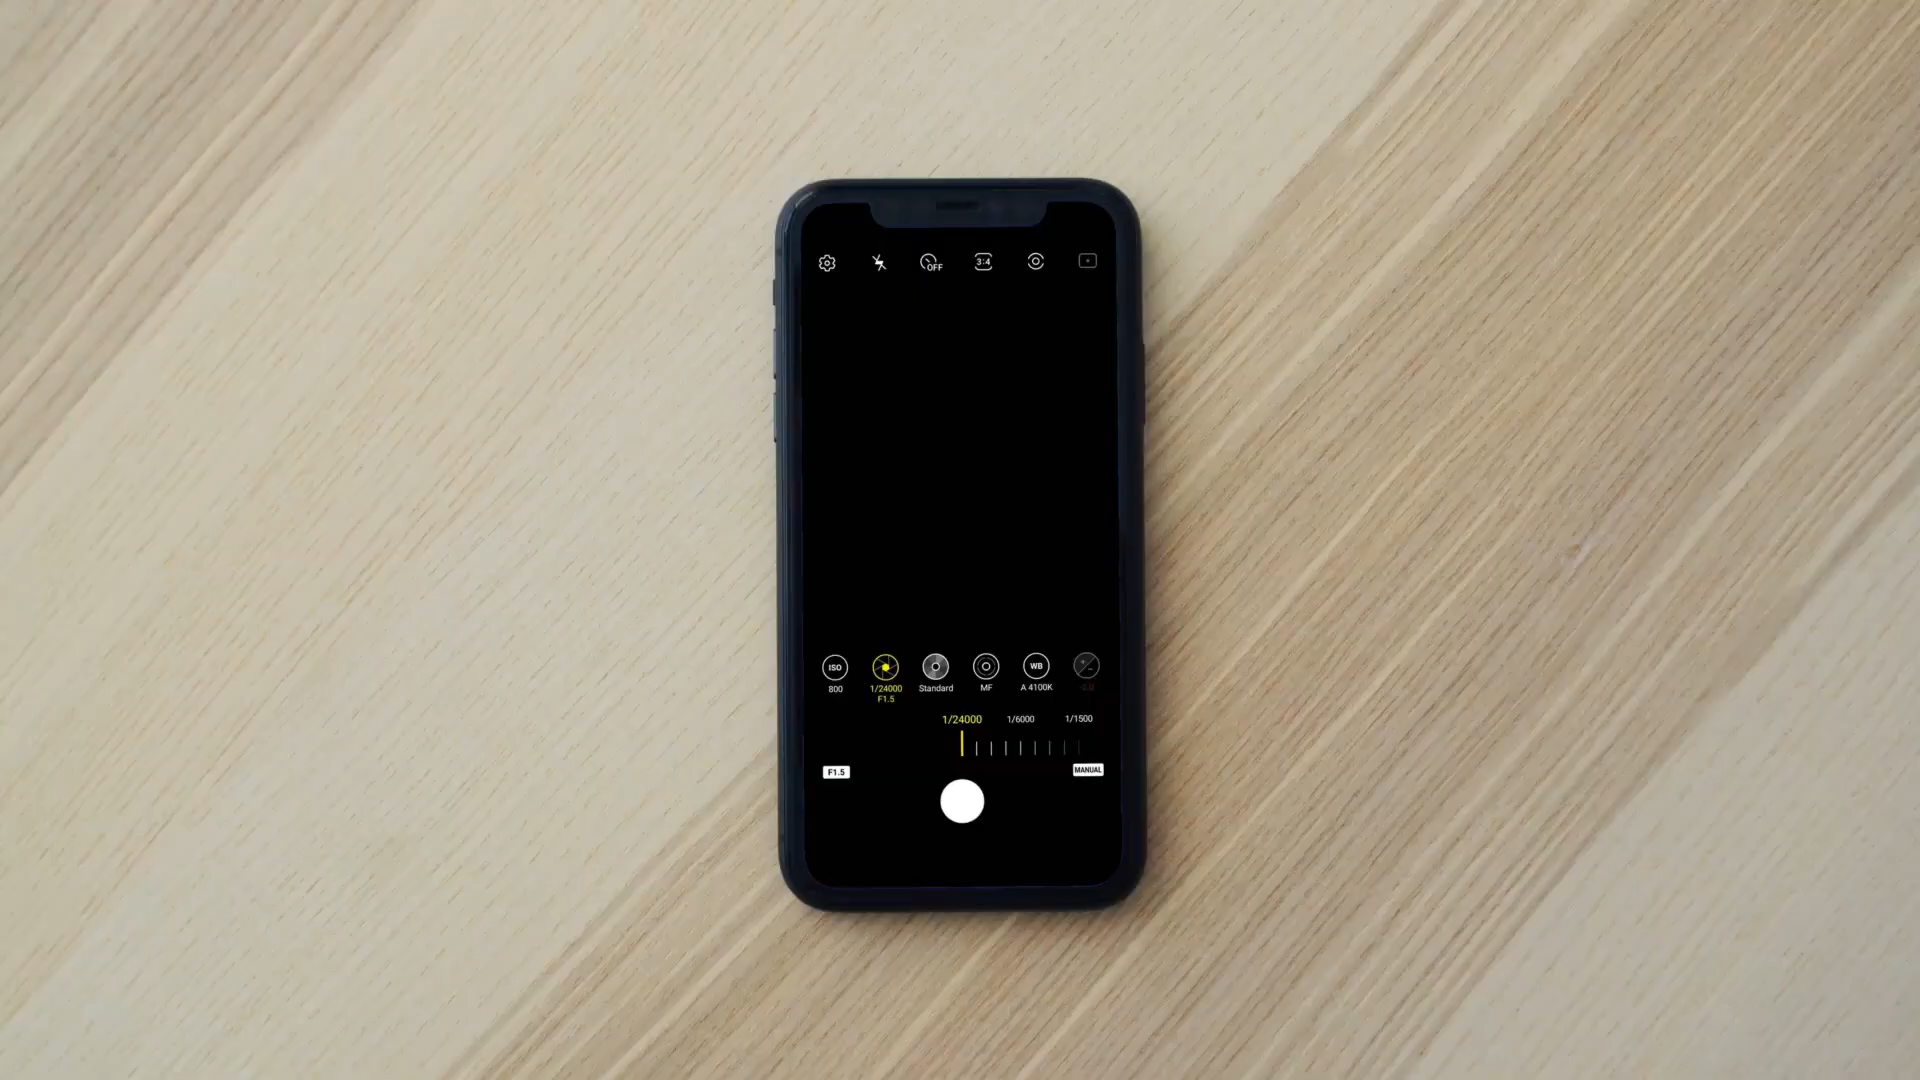 OFF
3:4
ISO
WB
800
1/24000
F1.5
Standard
MF
A 4100K
1/24000
1/6000
1/1500
F1.5
MANUAL